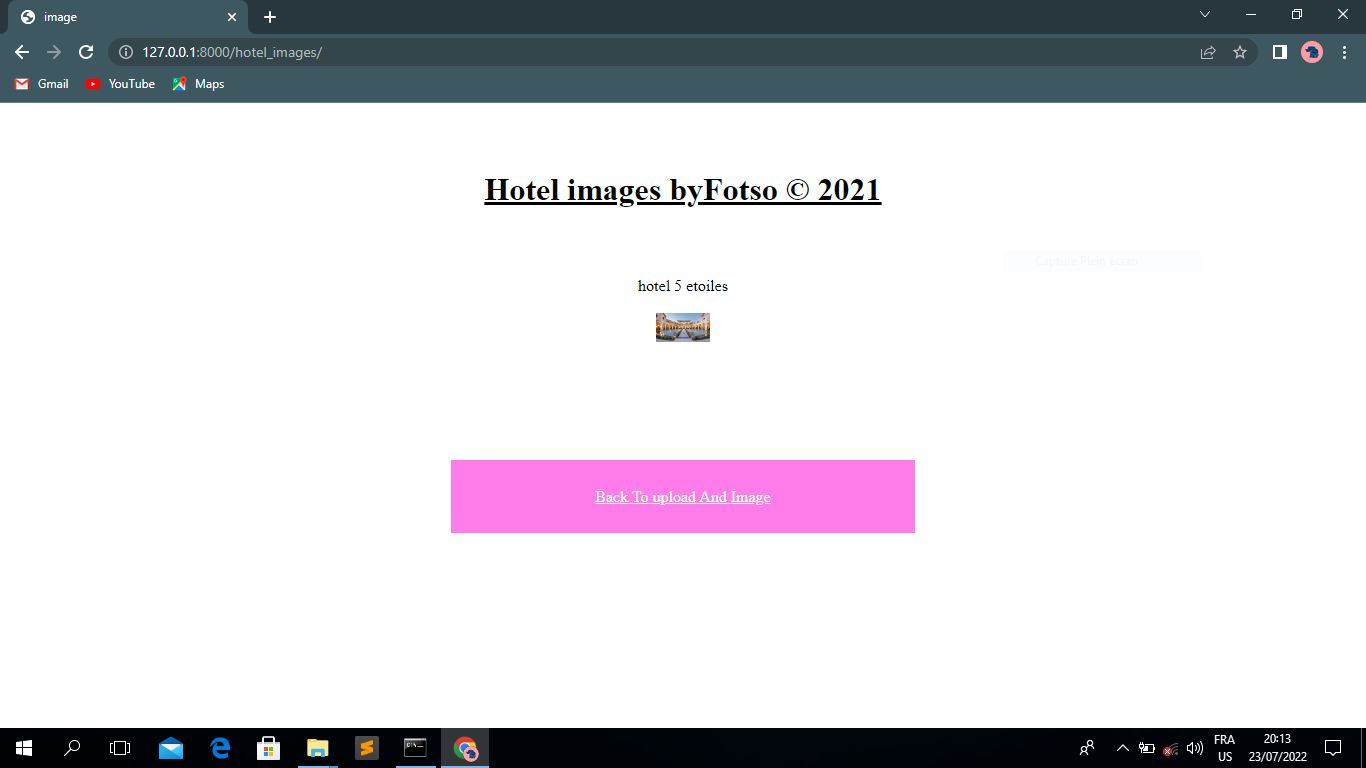 image
127.0.0.1:8000/hotel_images/
Gmail
YouTube
Maps
Hotel images byFotso © 2021
Capture Plein écran
hotel 5 etoiles
Back To upload And Image
FRA
US
20:13
23/07/2022